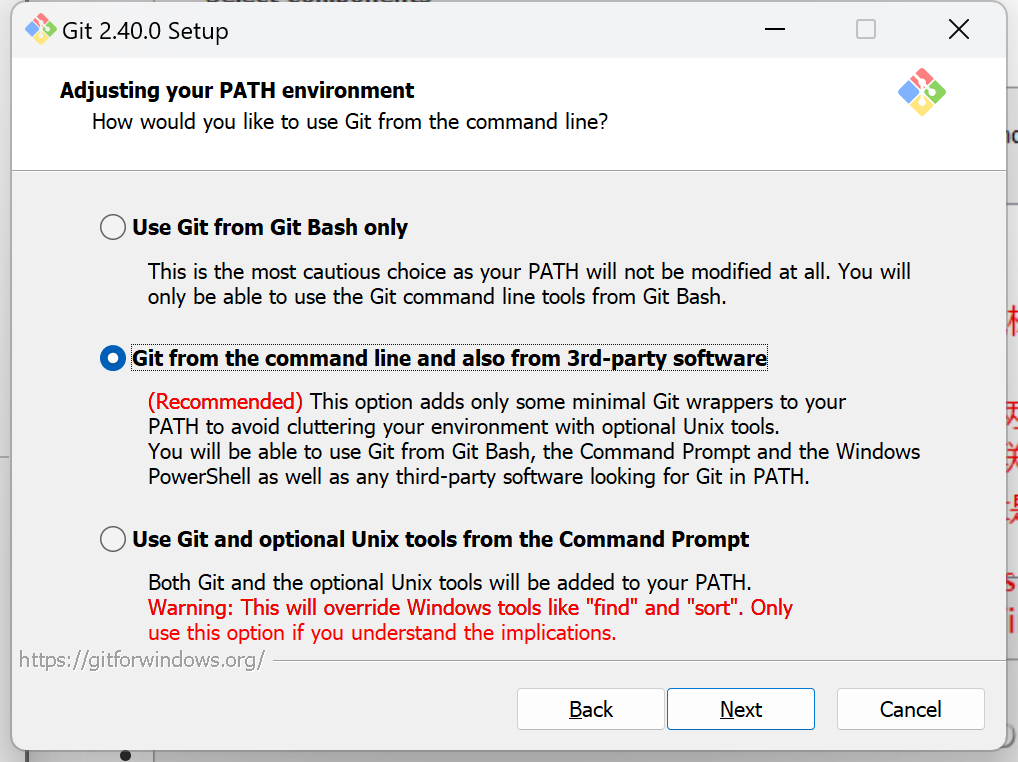 Git 2.40.0 Setup
Adjusting your PATH environment
How would you like to use Git from the command line?
Use Git from Git Bash only
This is the most cautious choice as your PATH will not be modified at all. You will
only be able to use the Git command line tools from Git Bash.
Git from the command line and also from 3rd-party software
(Recommended) This option adds only some minimal Git wrappers to your
PATH to avoid cluttering your environment with optional Unix tools.
You will be able to use Git from Git Bash, the Command Prompt and the Windows
PowerShell as well as any third-party software looking for Git in PATH.
Use Git and optional Unix tools from the Command Prompt
Both Git and the optional Unix tools will be added to your PATH.
Warning: This will override Windows tools like "find" and "sort". Only
use this option if you understand the implications.
https://gitforwindows.org/
Back
Next
Cancel